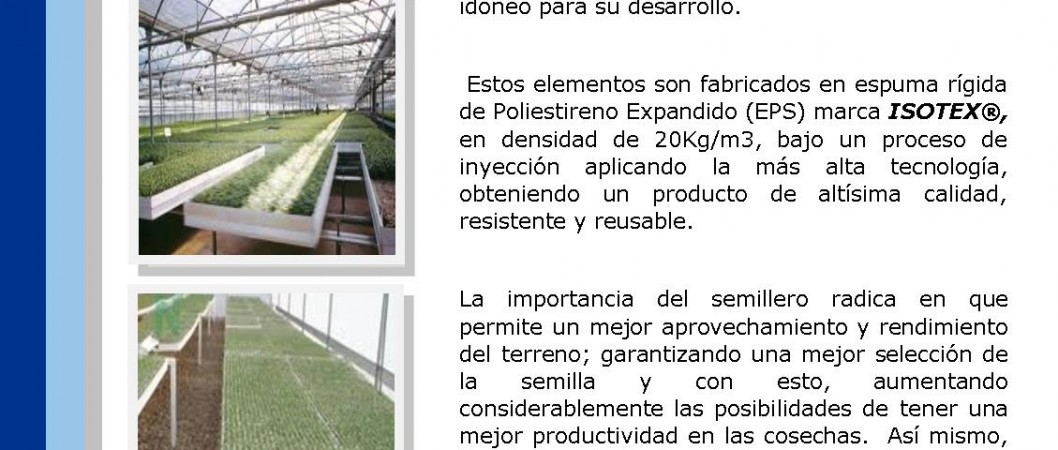 idóneo para su desarrollo.
Estos elementos son fabricados en espuma rígida
de Poliestireno Expandido (EPS) marca ISOTEX®,
en densidad de 20Kg/m3, bajo un proceso de
inyección aplicando la más alta tecnología,
obteniendo un producto de altísima calidad,
resistente y reusable.
La importancia del semillero radica en que
permite un mejor aprovechamiento y rendimiento
del terreno; garantizando una mejor selección de
la semilla y con esto, aumentando
considerablemente las posibilidades de tener una
mejor productividad en las cosechas. Así mismo,